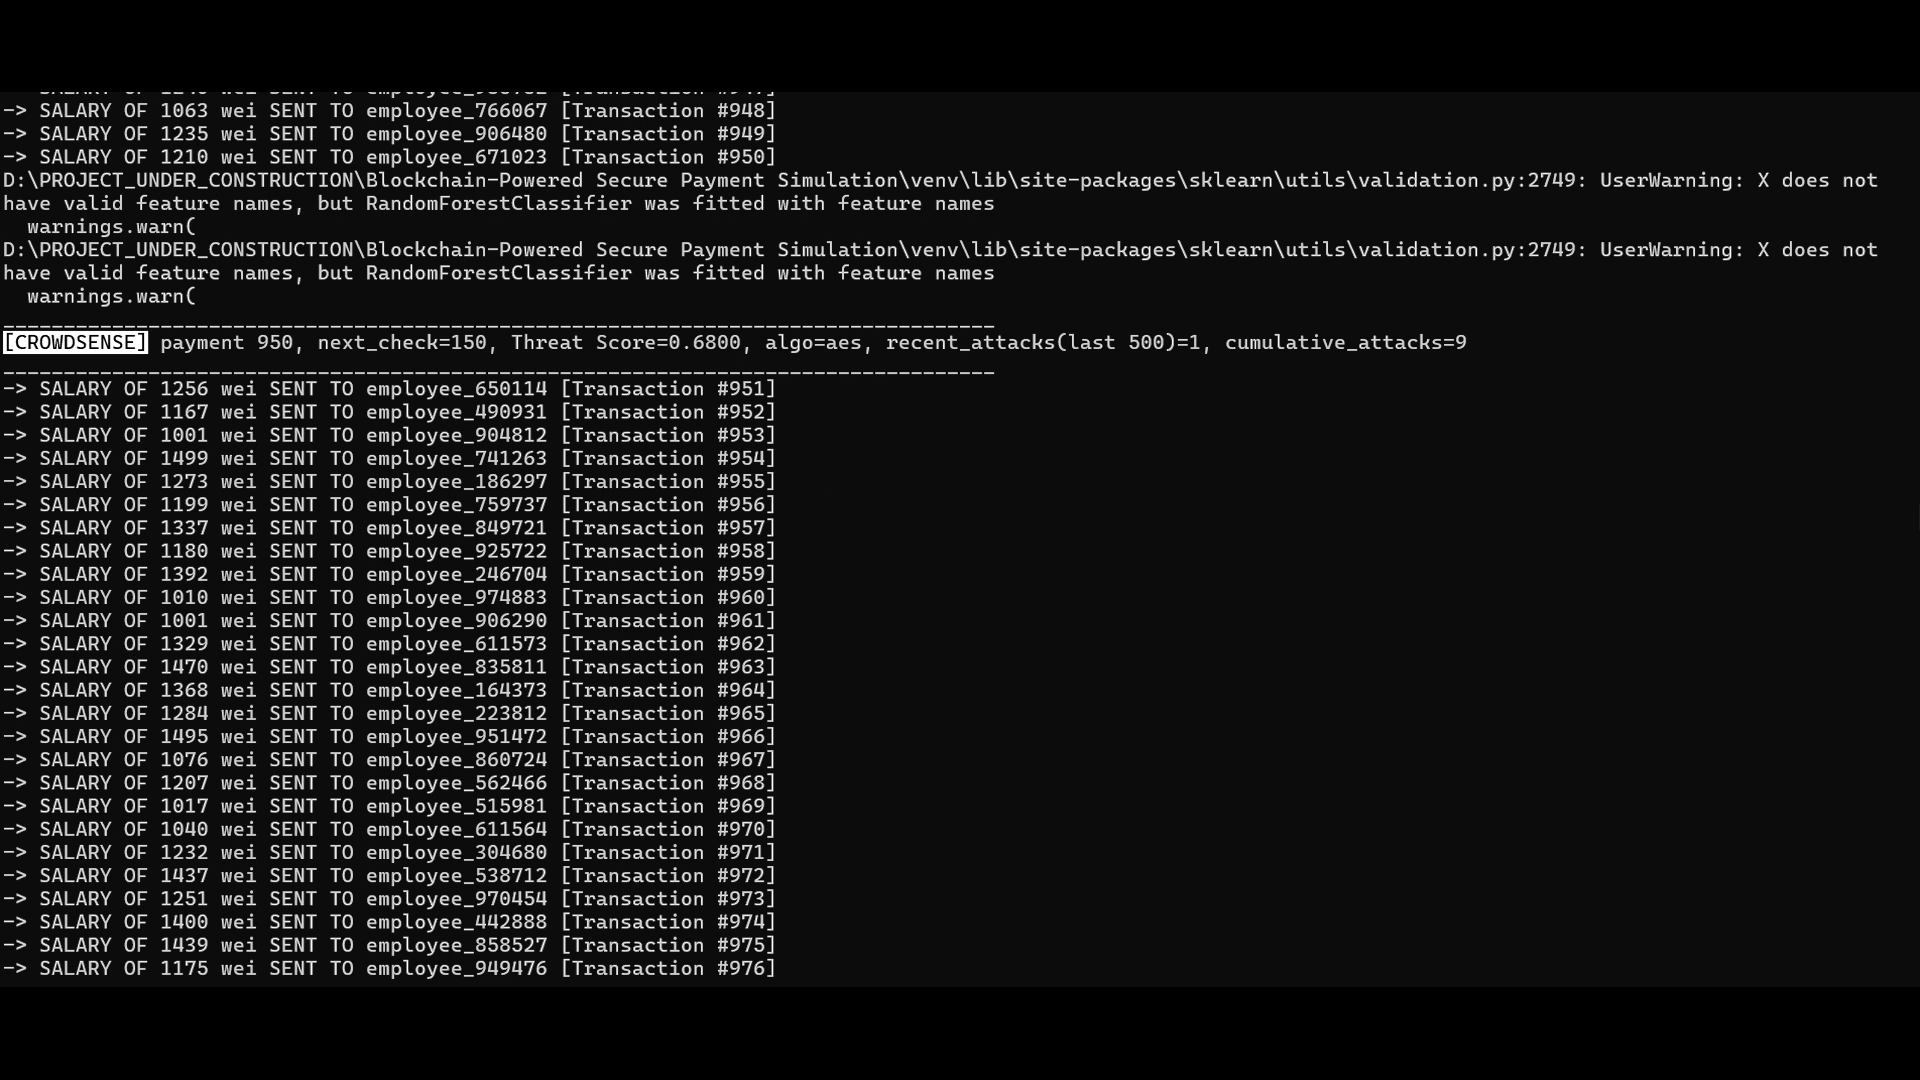 -> SALARY OF 1063 wei SENT TO employee_766067 [Transaction #948]
-> SALARY OF 1235 wei SENT TO employee_906480 [Transaction #949]
-> SALARY OF 1210 wei SENT TO employee_671023 [Transaction #950]
D:\PROJECT_UNDER_CONSTRUCTION\Blockchain-Powered Secure Payment Simulation\venv\lib\site-packages\sklearn\utils\validation.py:2749: UserWarning: X does not
have valid feature names, but RandomForestClassifier was fitted with feature names
  warnings.warn(
D:\PROJECT_UNDER_CONSTRUCTION\Blockchain-Powered Secure Payment Simulation\venv\lib\site-packages\sklearn\utils\validation.py:2749: UserWarning: X does not
have valid feature names, but RandomForestClassifier was fitted with feature names
  warnings.warn(
__________________________________________________________________________________
[CROWDSENSE] payment 950, next_check=150, Threat Score=0.6800, algo=aes, recent_attacks(last 500)=1, cumulative_attacks=9
__________________________________________________________________________________
-> SALARY OF 1256 wei SENT TO employee_650114 [Transaction #951]
-> SALARY OF 1167 wei SENT TO employee_490931 [Transaction #952]
-> SALARY OF 1001 wei SENT TO employee_904812 [Transaction #953]
-> SALARY OF 1499 wei SENT TO employee_741263 [Transaction #954]
-> SALARY OF 1273 wei SENT TO employee_186297 [Transaction #955]
-> SALARY OF 1199 wei SENT TO employee_759737 [Transaction #956]
-> SALARY OF 1337 wei SENT TO employee_849721 [Transaction #957]
-> SALARY OF 1180 wei SENT TO employee_925722 [Transaction #958]
-> SALARY OF 1392 wei SENT TO employee_246704 [Transaction #959]
-> SALARY OF 1010 wei SENT TO employee_974883 [Transaction #960]
-> SALARY OF 1001 wei SENT TO employee_906290 [Transaction #961]
-> SALARY OF 1329 wei SENT TO employee_611573 [Transaction #962]
-> SALARY OF 1470 wei SENT TO employee_835811 [Transaction #963]
-> SALARY OF 1368 wei SENT TO employee_164373 [Transaction #964]
-> SALARY OF 1284 wei SENT TO employee_223812 [Transaction #965]
-> SALARY OF 1495 wei SENT TO employee_951472 [Transaction #966]
-> SALARY OF 1076 wei SENT TO employee_860724 [Transaction #967]
-> SALARY OF 1207 wei SENT TO employee_562466 [Transaction #968]
-> SALARY OF 1017 wei SENT TO employee_515981 [Transaction #969]
-> SALARY OF 1040 wei SENT TO employee_611564 [Transaction #970]
-> SALARY OF 1232 wei SENT TO employee_304680 [Transaction #971]
-> SALARY OF 1437 wei SENT TO employee_538712 [Transaction #972]
-> SALARY OF 1251 wei SENT TO employee_970454 [Transaction #973]
-> SALARY OF 1400 wei SENT TO employee_442888 [Transaction #974]
-> SALARY OF 1439 wei SENT TO employee_858527 [Transaction #975]
-> SALARY OF 1175 wei SENT TO employee_949476 [Transaction #976]